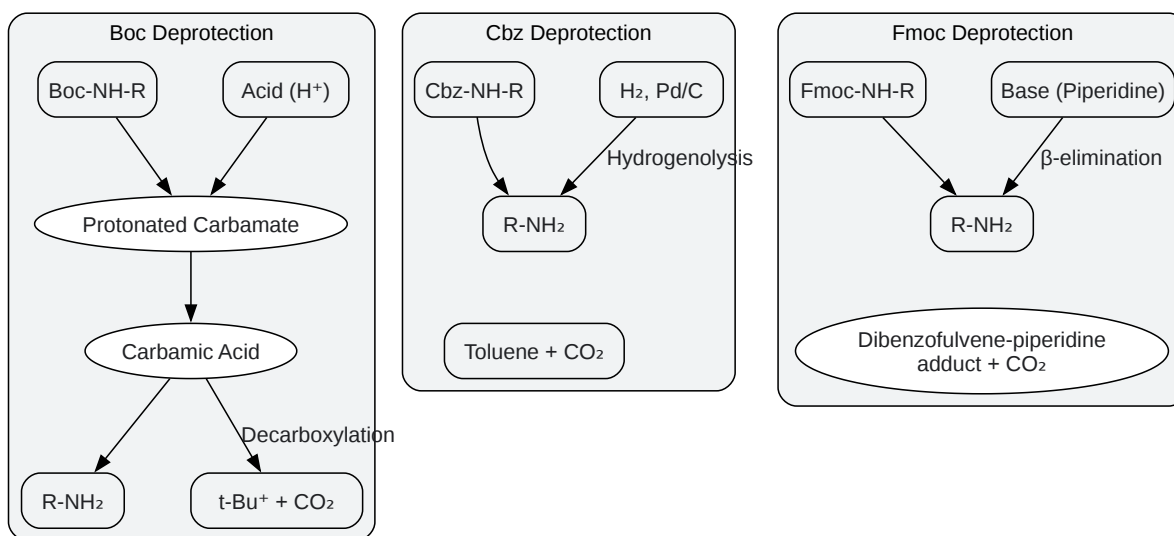 Boc Deprotection
Boc-NH-R
Acid (H⁺)
Protonated Carbamate
Carbamic Acid
Decarboxylation
R-NH₂
t-Bu⁺ + CO₂
Cbz Deprotection
Cbz-NH-R
H₂, Pd/C
Hydrogenolysis
R-NH₂
Toluene + CO₂
Fmoc Deprotection
Fmoc-NH-R
Base (Piperidine)
β-elimination
R-NH₂
Dibenzofulvene-piperidine
adduct + CO₂